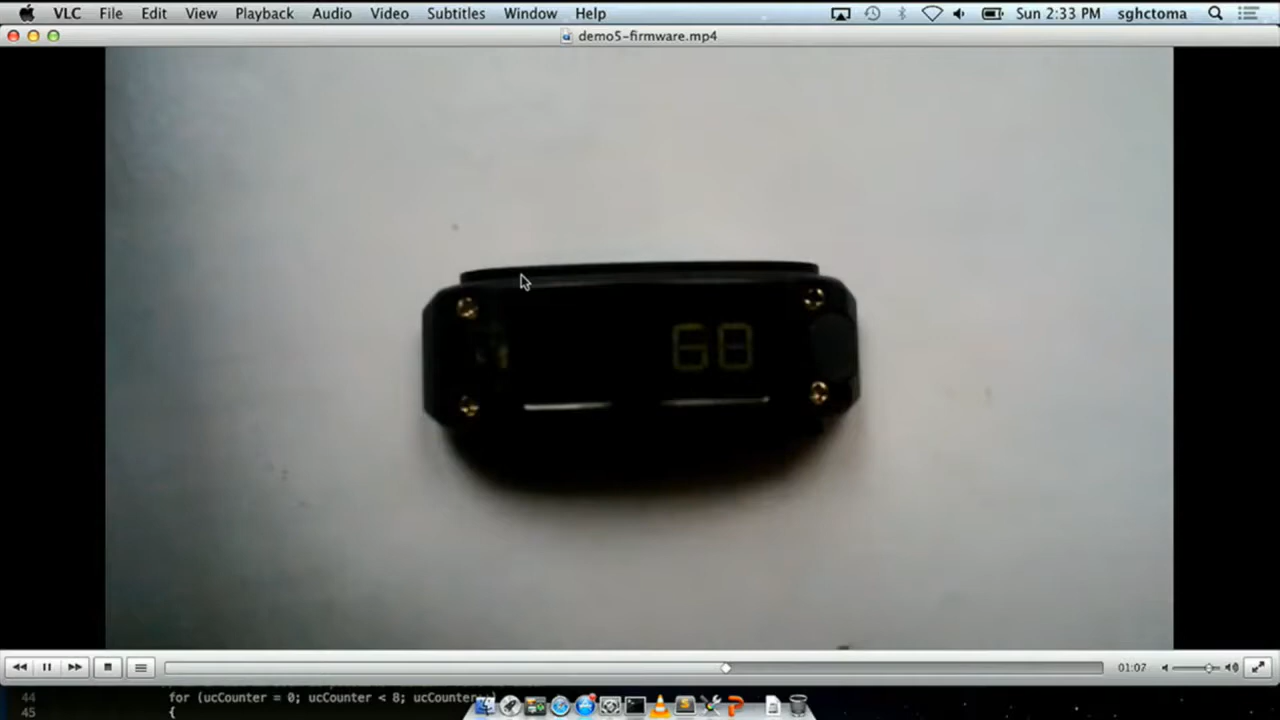 VLC File Edit View Playback Audio Video Subtitles Window Help Sun 2:33 PM sghctoma
demo5-firmware.mp4
68
01:07
44 for (ucCounter = 0; ucCounter < 8; ucCounter++)
45 {